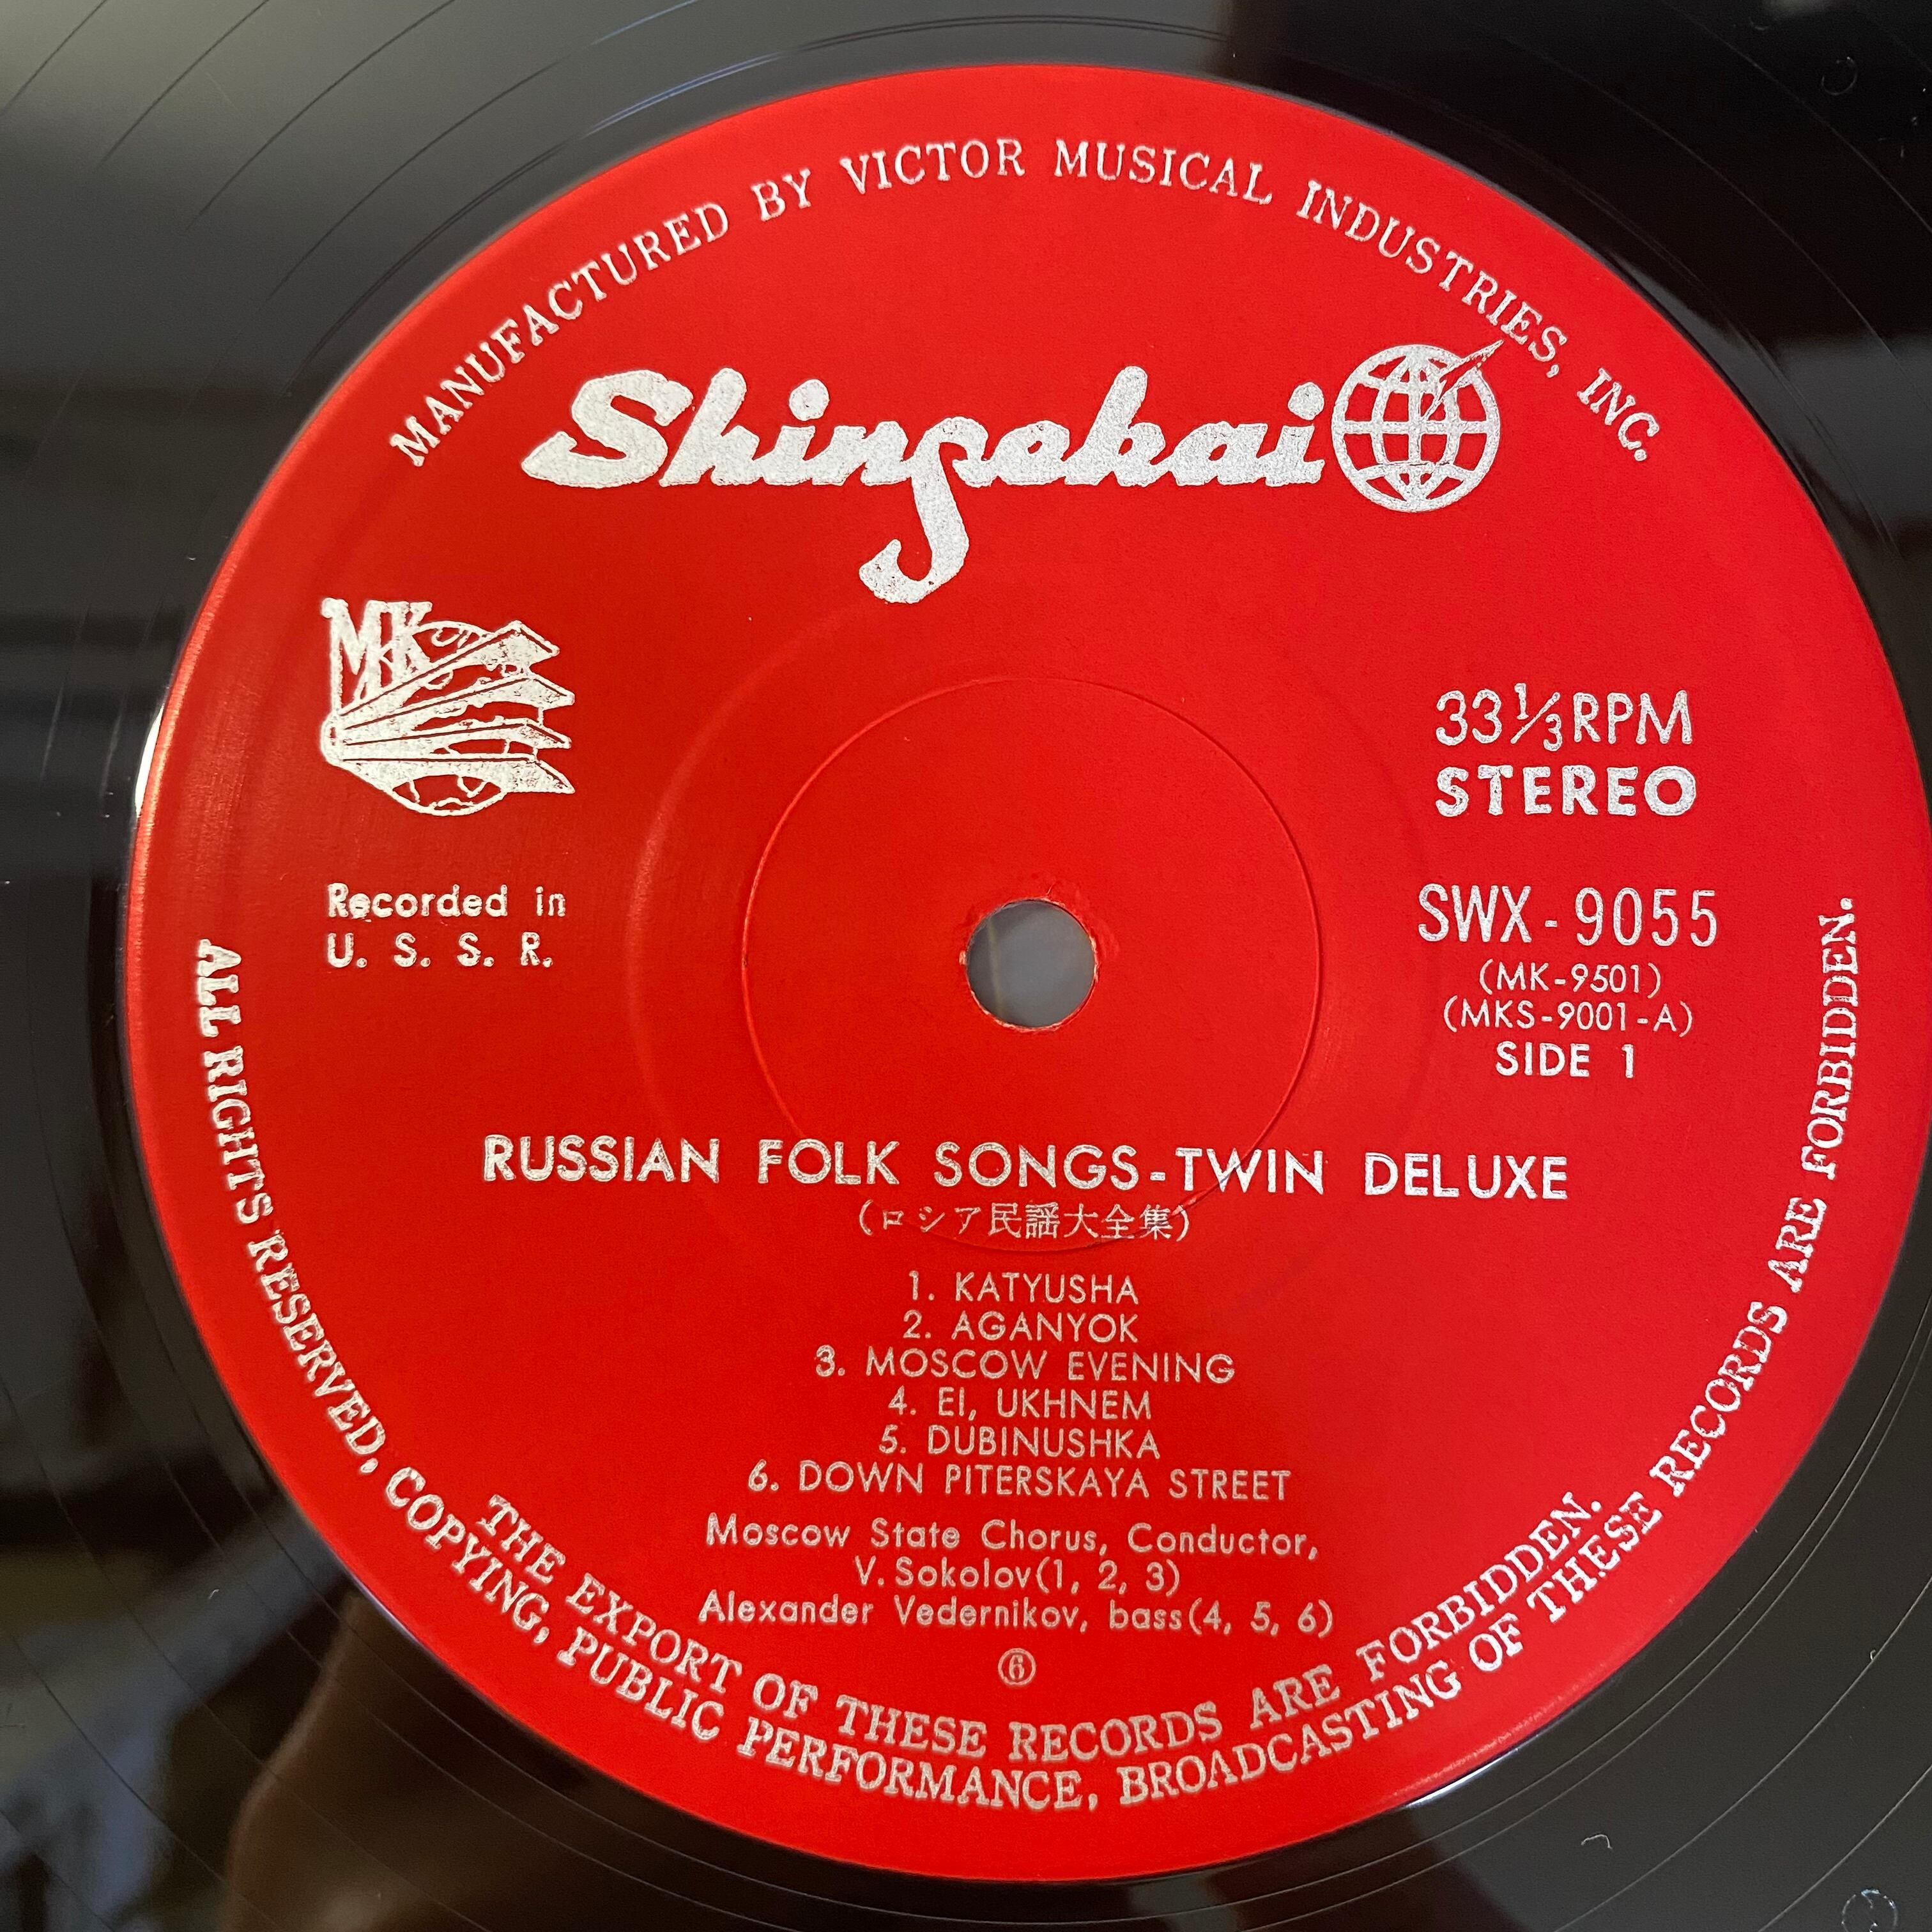 MANUFACTURED BY VICTOR MUSICAL INDUSTRIES, INC.
Shinsekai
MK
Recorded in
U. S. S. R.
33⅓RPM
STEREO
SWX-9055
(MK-9501)
(MKS-9001-A)
SIDE 1
RUSSIAN FOLK SONGS-TWIN DELUXE
(ロシア民謡大全集)
1. KATYUSHA
2. AGANYOK
3. MOSCOW EVENING
4. EI, UKHNEM
5. DUBINUSHKA
6. DOWN PITERSKAYA STREET
Moscow State Chorus, Conductor,
V. Sokolov(1, 2, 3)
Alexander Vedernikov, bass(4, 5, 6)
⑥
THE EXPORT OF THESE RECORDS ARE FORBIDDEN.
ALL RIGHTS RESERVED, COPYING, PUBLIC PERFORMANCE, BROADCASTING OF THESE RECORDS ARE FORBIDDEN.